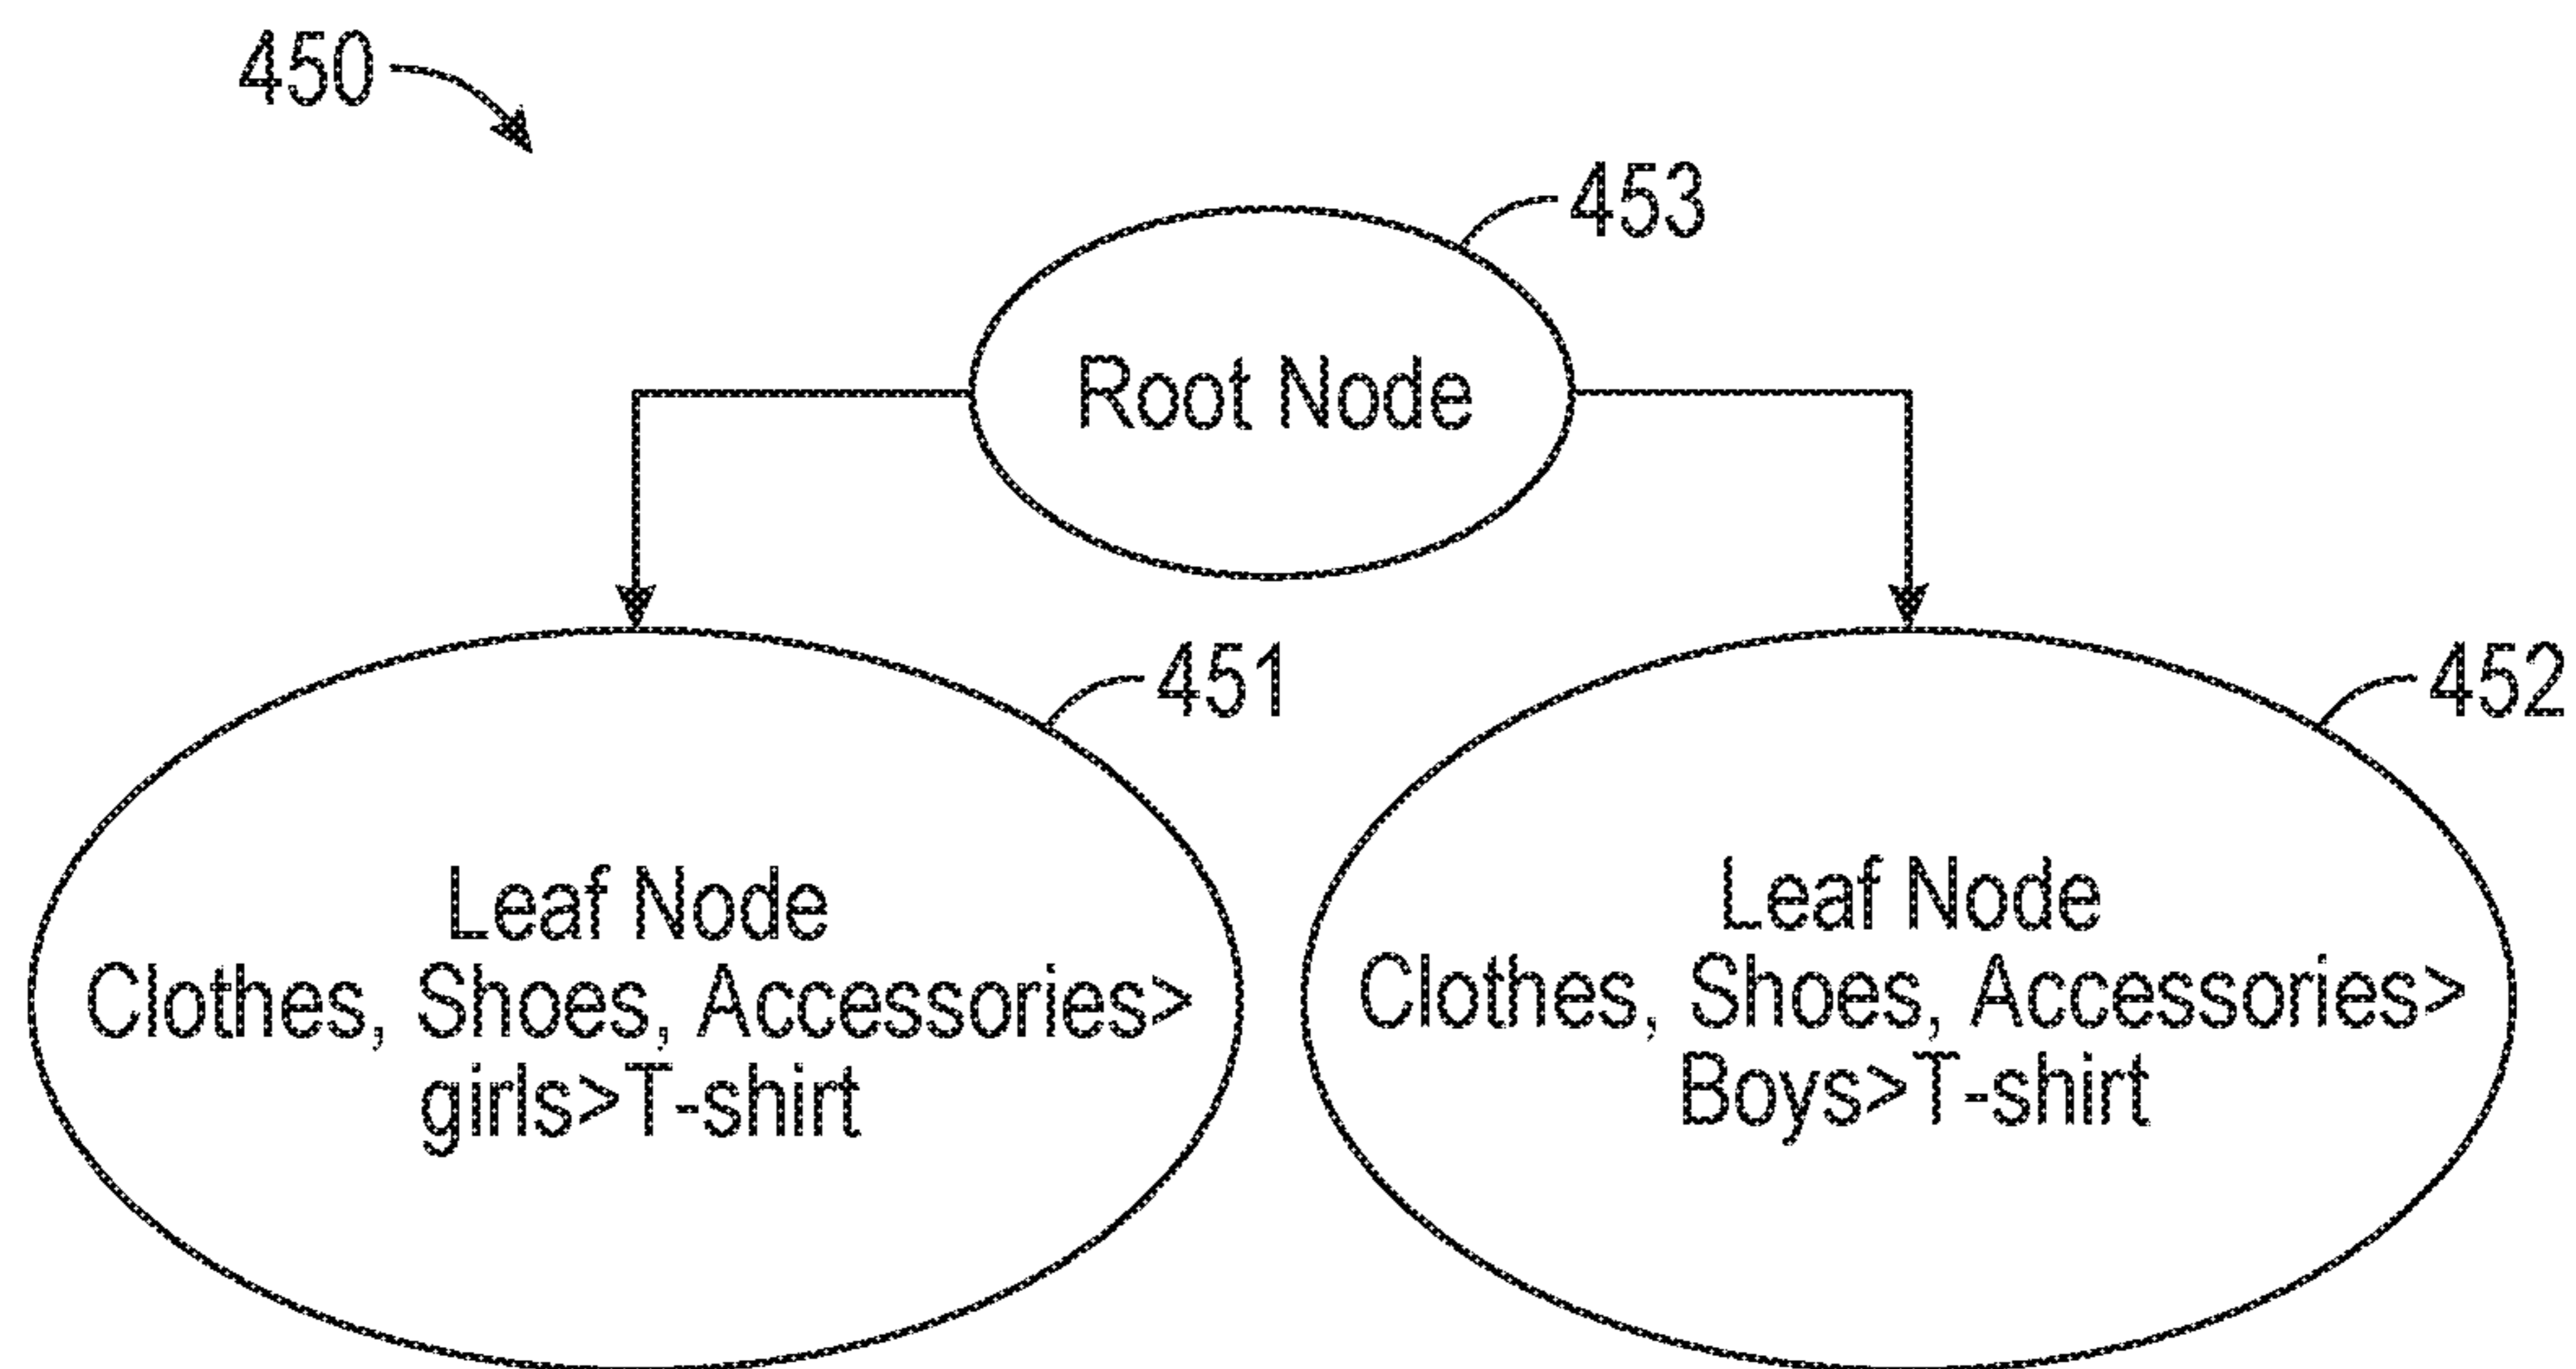 450
453
Root Node
451
452
Leaf Node
Clothes, Shoes, Accessories>
girls>T-shirt
Leaf Node
Clothes, Shoes, Accessories>
Boys>T-shirt